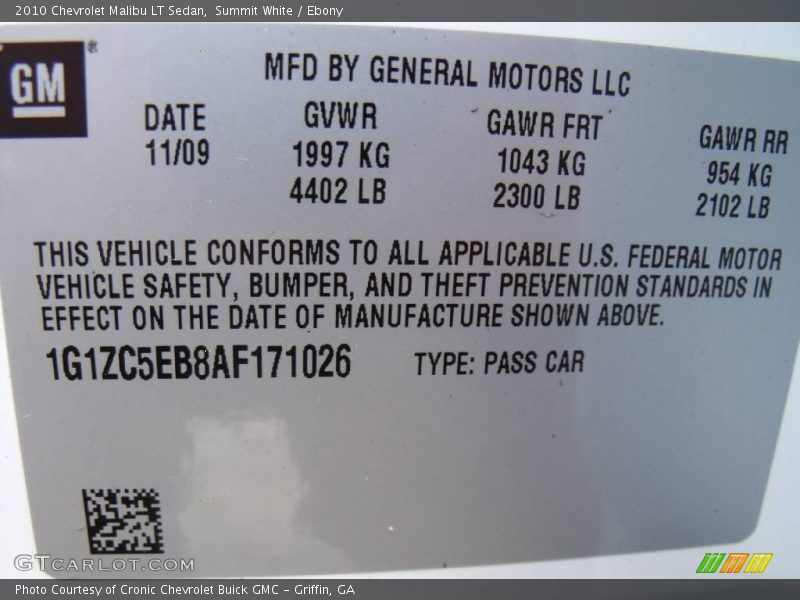 2010 Chevrolet Malibu LT Sedan, Summit White / Ebony
GM ®
MFD BY GENERAL MOTORS LLC
DATE GVWR GAWR FRT GAWR RR
11/09 1997 KG 1043 KG 954 KG
4402 LB 2300 LB 2102 LB
THIS VEHICLE CONFORMS TO ALL APPLICABLE U.S. FEDERAL MOTOR
VEHICLE SAFETY, BUMPER, AND THEFT PREVENTION STANDARDS IN
EFFECT ON THE DATE OF MANUFACTURE SHOWN ABOVE.
1G1ZC5EB8AF171026 TYPE: PASS CAR
GTCARLOT.COM
Photo Courtesy of Cronic Chevrolet Buick GMC – Griffin, GA